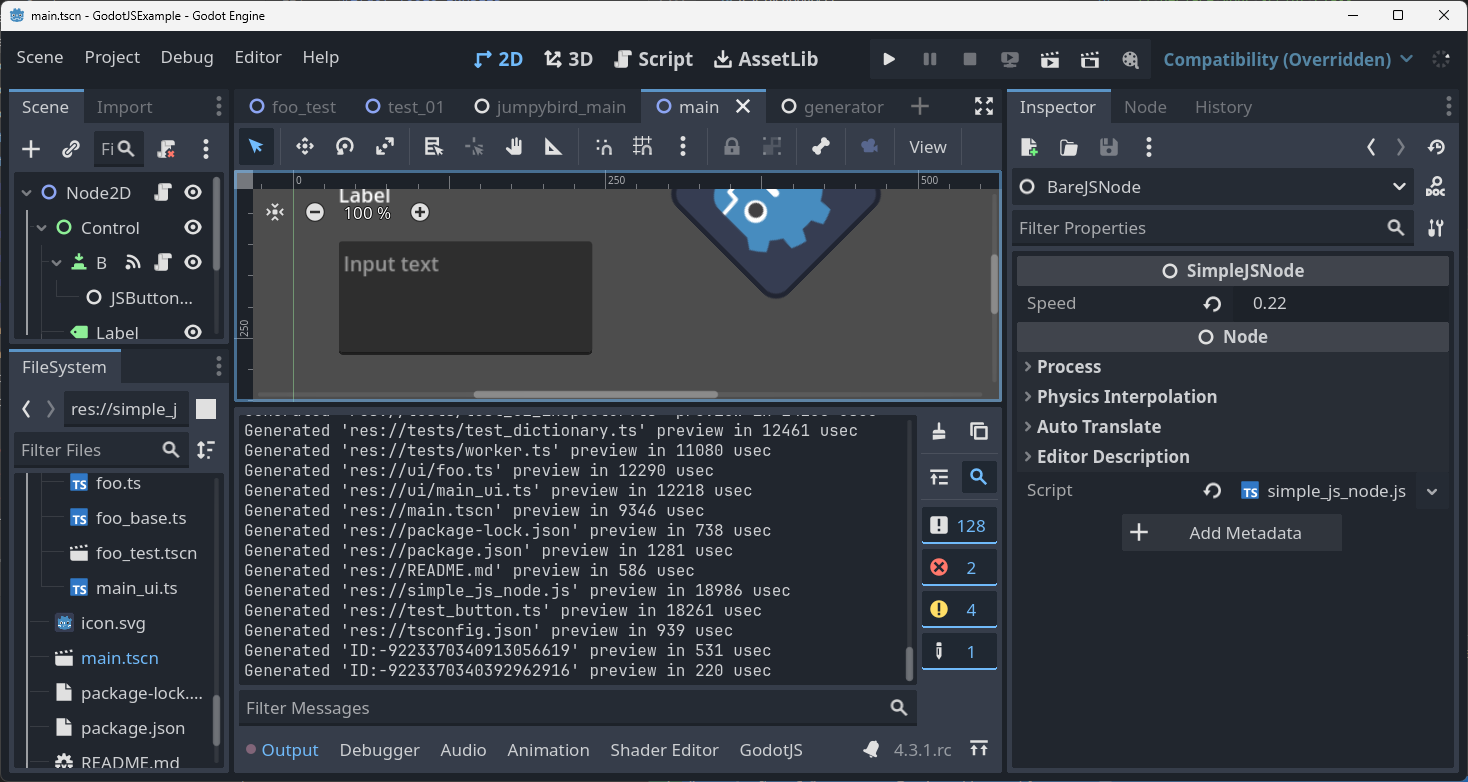 main.tscn - GodotJSExample - Godot Engine
Scene Project Debug Editor Help
2D 3D Script AssetLib
Compatibility (Overridden)
Scene Import
Fi
Node2D
Control
B
JSButton...
Label
FileSystem
res://simple_j
Filter Files
foo.ts
foo_base.ts
foo_test.tscn
main_ui.ts
icon.svg
main.tscn
package-lock....
package.json
README.md
foo_test test_01 jumpybird_main main generator
View
0 250 500
250
Label
100 %
Input text
Generated 'res://tests/test_dictionary.ts' preview in 12461 usec
Generated 'res://tests/worker.ts' preview in 11080 usec
Generated 'res://ui/foo.ts' preview in 12290 usec
Generated 'res://ui/main_ui.ts' preview in 12218 usec
Generated 'res://main.tscn' preview in 9346 usec
Generated 'res://package-lock.json' preview in 738 usec
Generated 'res://package.json' preview in 1281 usec
Generated 'res://README.md' preview in 586 usec
Generated 'res://simple_js_node.js' preview in 18986 usec
Generated 'res://test_button.ts' preview in 18261 usec
Generated 'res://tsconfig.json' preview in 939 usec
Generated 'ID:-9223370340913056619' preview in 531 usec
Generated 'ID:-9223370340392962916' preview in 220 usec
128
2
4
1
Filter Messages
Output Debugger Audio Animation Shader Editor GodotJS 4.3.1.rc
Inspector Node History
BareJSNode
DOC
Filter Properties
SimpleJSNode
Speed 0.22
Node
Process
Physics Interpolation
Auto Translate
Editor Description
Script TS simple_js_node.js
Add Metadata